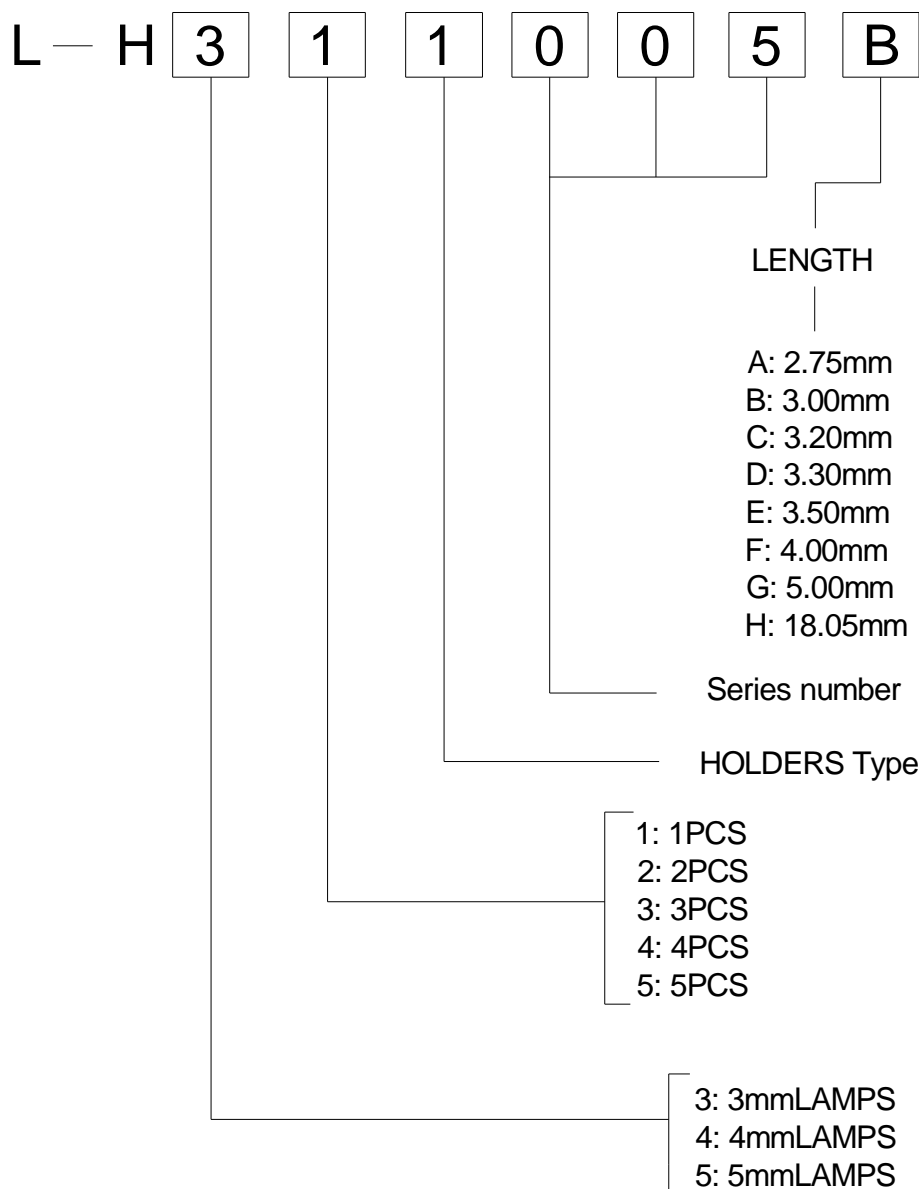 L — H 3 1 1 0 0 5 B
LENGTH
A: 2.75mm
B: 3.00mm
C: 3.20mm
D: 3.30mm
E: 3.50mm
F: 4.00mm
G: 5.00mm
H: 18.05mm
Series number
HOLDERS Type
1: 1PCS
2: 2PCS
3: 3PCS
4: 4PCS
5: 5PCS
3: 3mmLAMPS
4: 4mmLAMPS
5: 5mmLAMPS